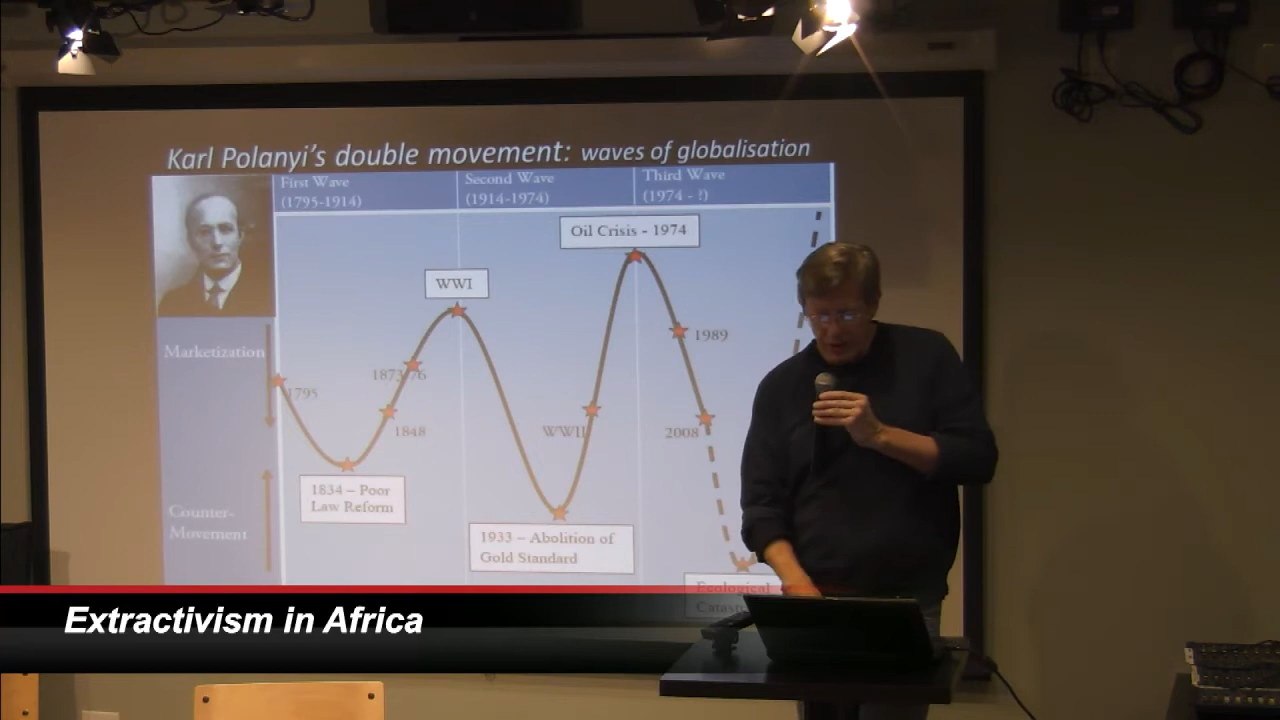 Karl Polanyi's double movement: waves of globalisation
First Wave
(1795-1914)
Second Wave
(1914-1974)
Third Wave
(1974 - ?)
Oil Crisis - 1974
WWI
1989
Marketization
1873-76
1795
1848
WWII
2008
1834 – Poor
Law Reform
Counter-
Movement
1933 – Abolition of
Gold Standard
Ecological
Extractivism in Africa